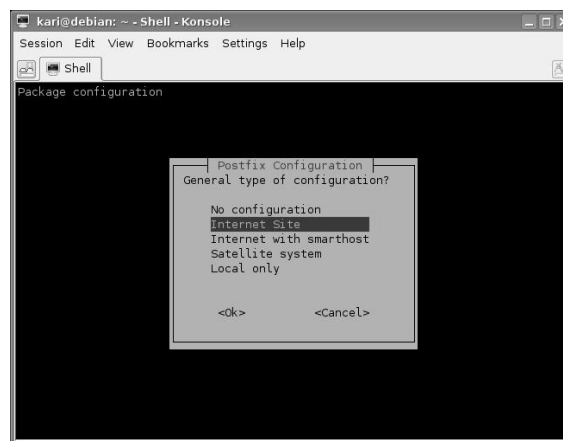 kari@debian: ~ - Shell - Konsole
Session Edit View Bookmarks Settings Help
Shell
Package configuration
Postfix Configuration
General type of configuration?
No configuration
Internet Site
Internet with smarthost
Satellite system
Local only
<Ok> <Cancel>